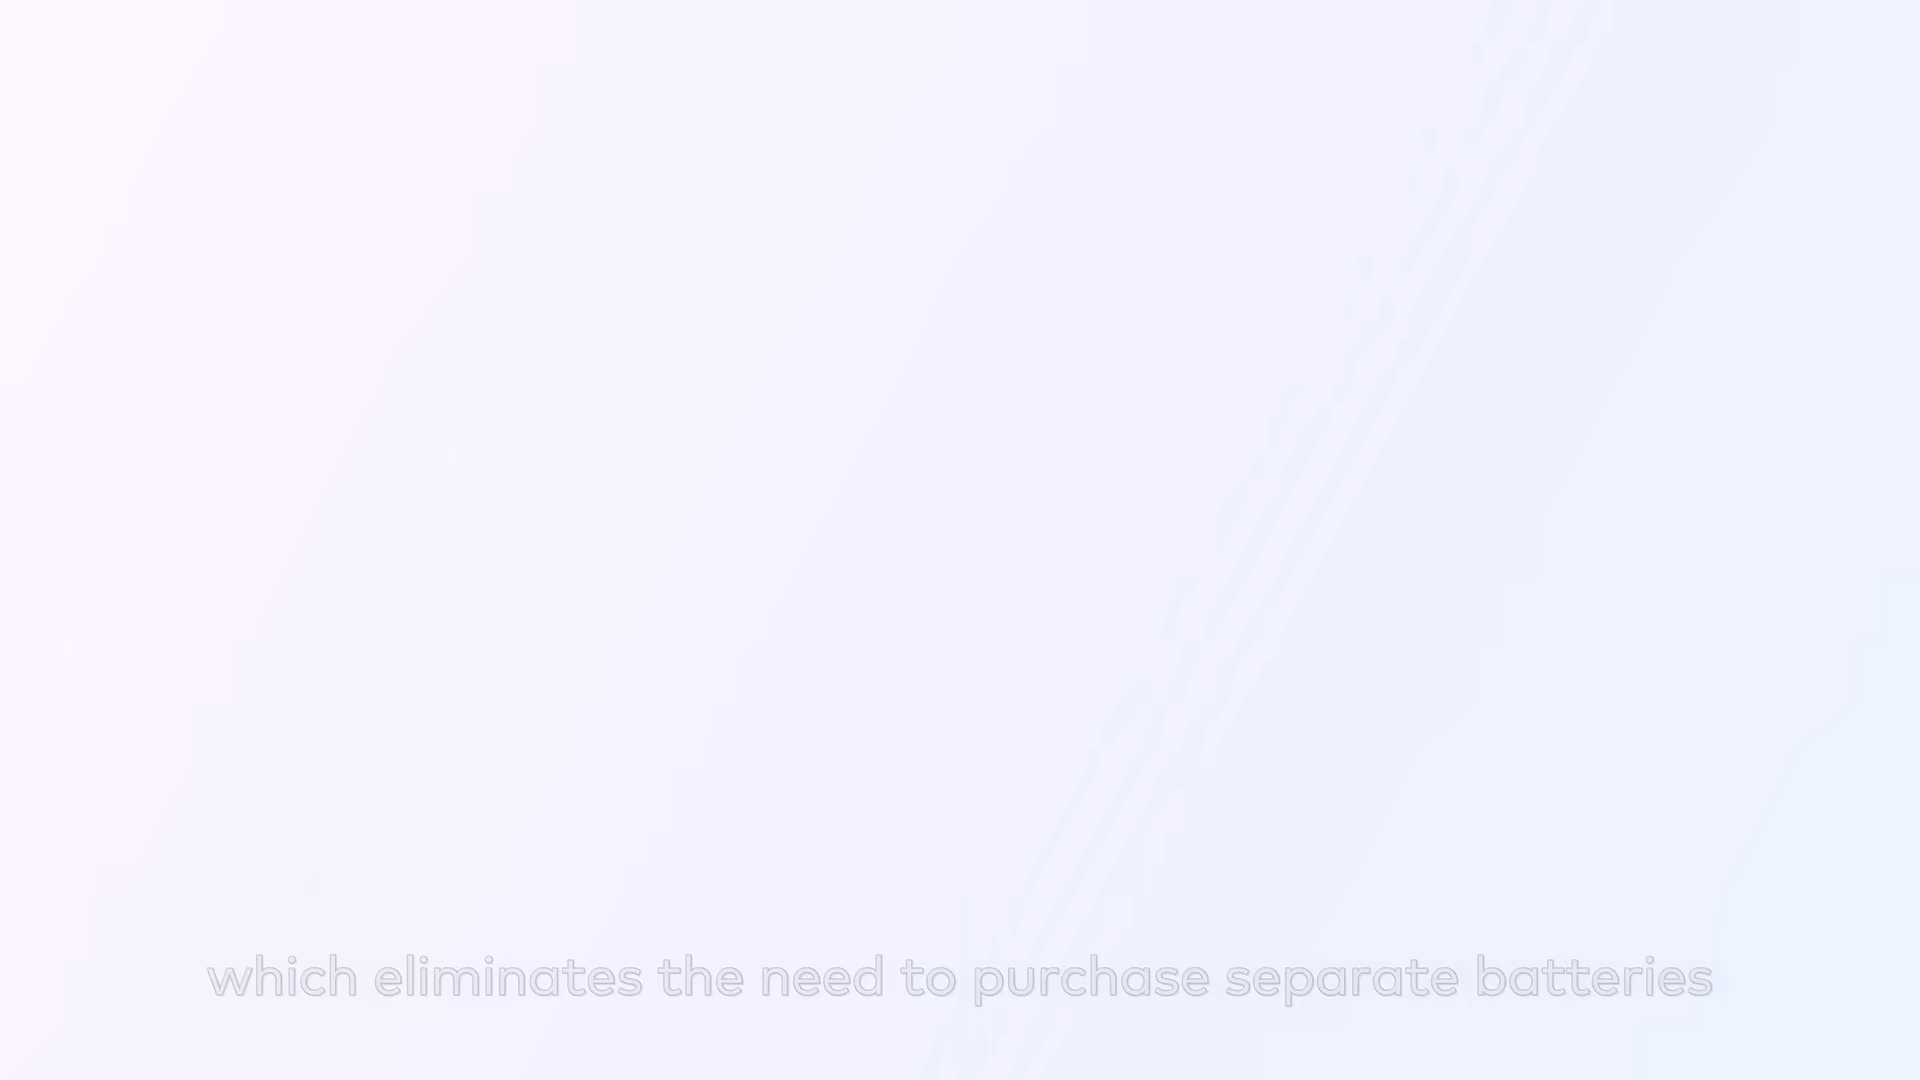 which eliminates the need to purchase separate batteries